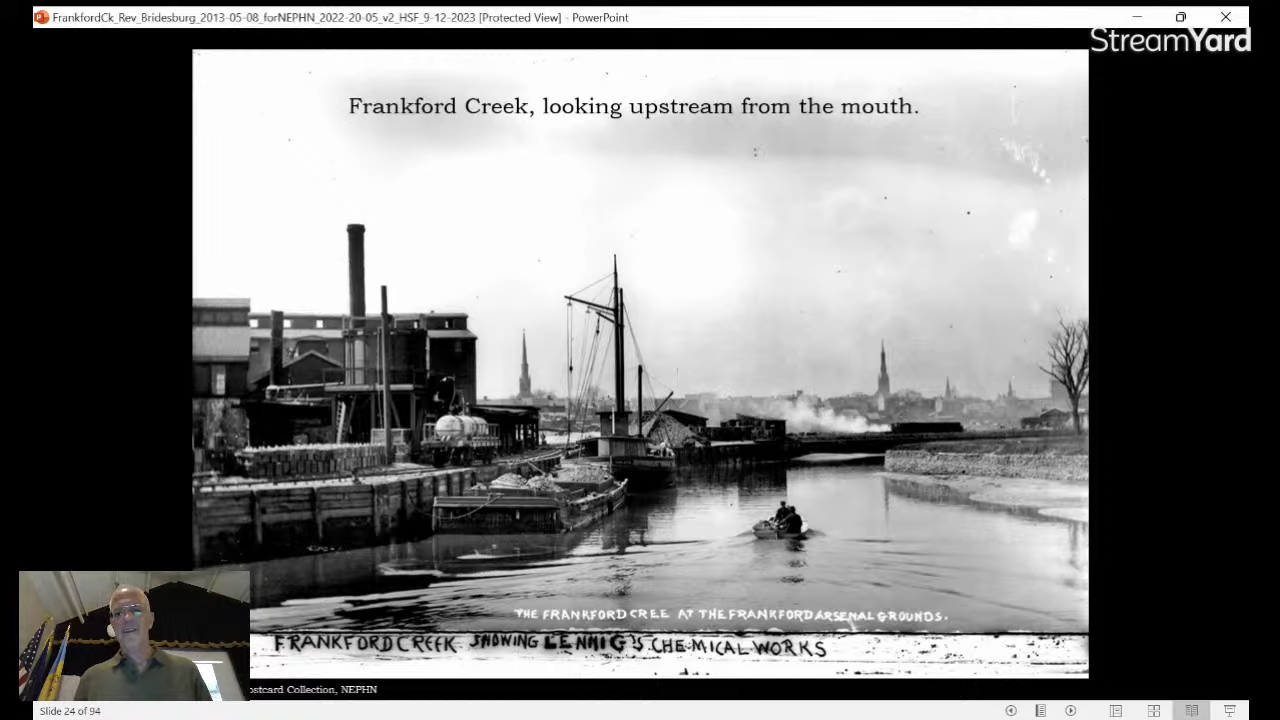 FrankfordCk_Rev_Bridesburg_2013-05-08_forNEPHN_2022-20-05_v2_HSF_9-12-2023 [Protected View] - PowerPoint
StreamYard
Frankford Creek, looking upstream from the mouth.
THE FRANKFORD CREE AT THE FRANKFORD ARSENAL GROUNDS.
FRANKFORD CREEK SHOWING LENNIG'S CHEMICAL WORKS
ostcard Collection, NEPHN
Slide 24 of 94